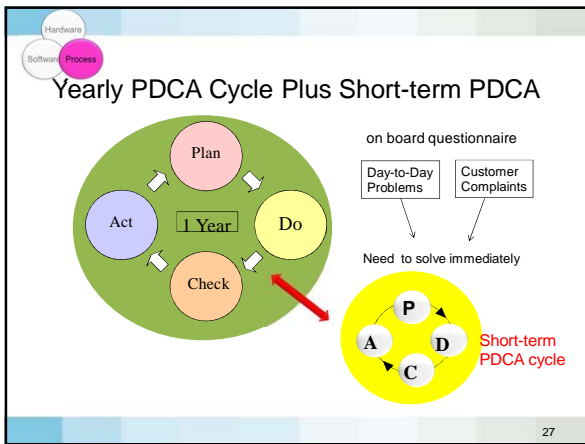 Hardware
Software
Process
Yearly PDCA Cycle Plus Short-term PDCA
Plan
Act
1 Year
Do
Check
on board questionnaire
Day-to-Day
Problems
Customer
Complaints
Need to solve immediately
P
A
D
C
Short-term
PDCA cycle
27